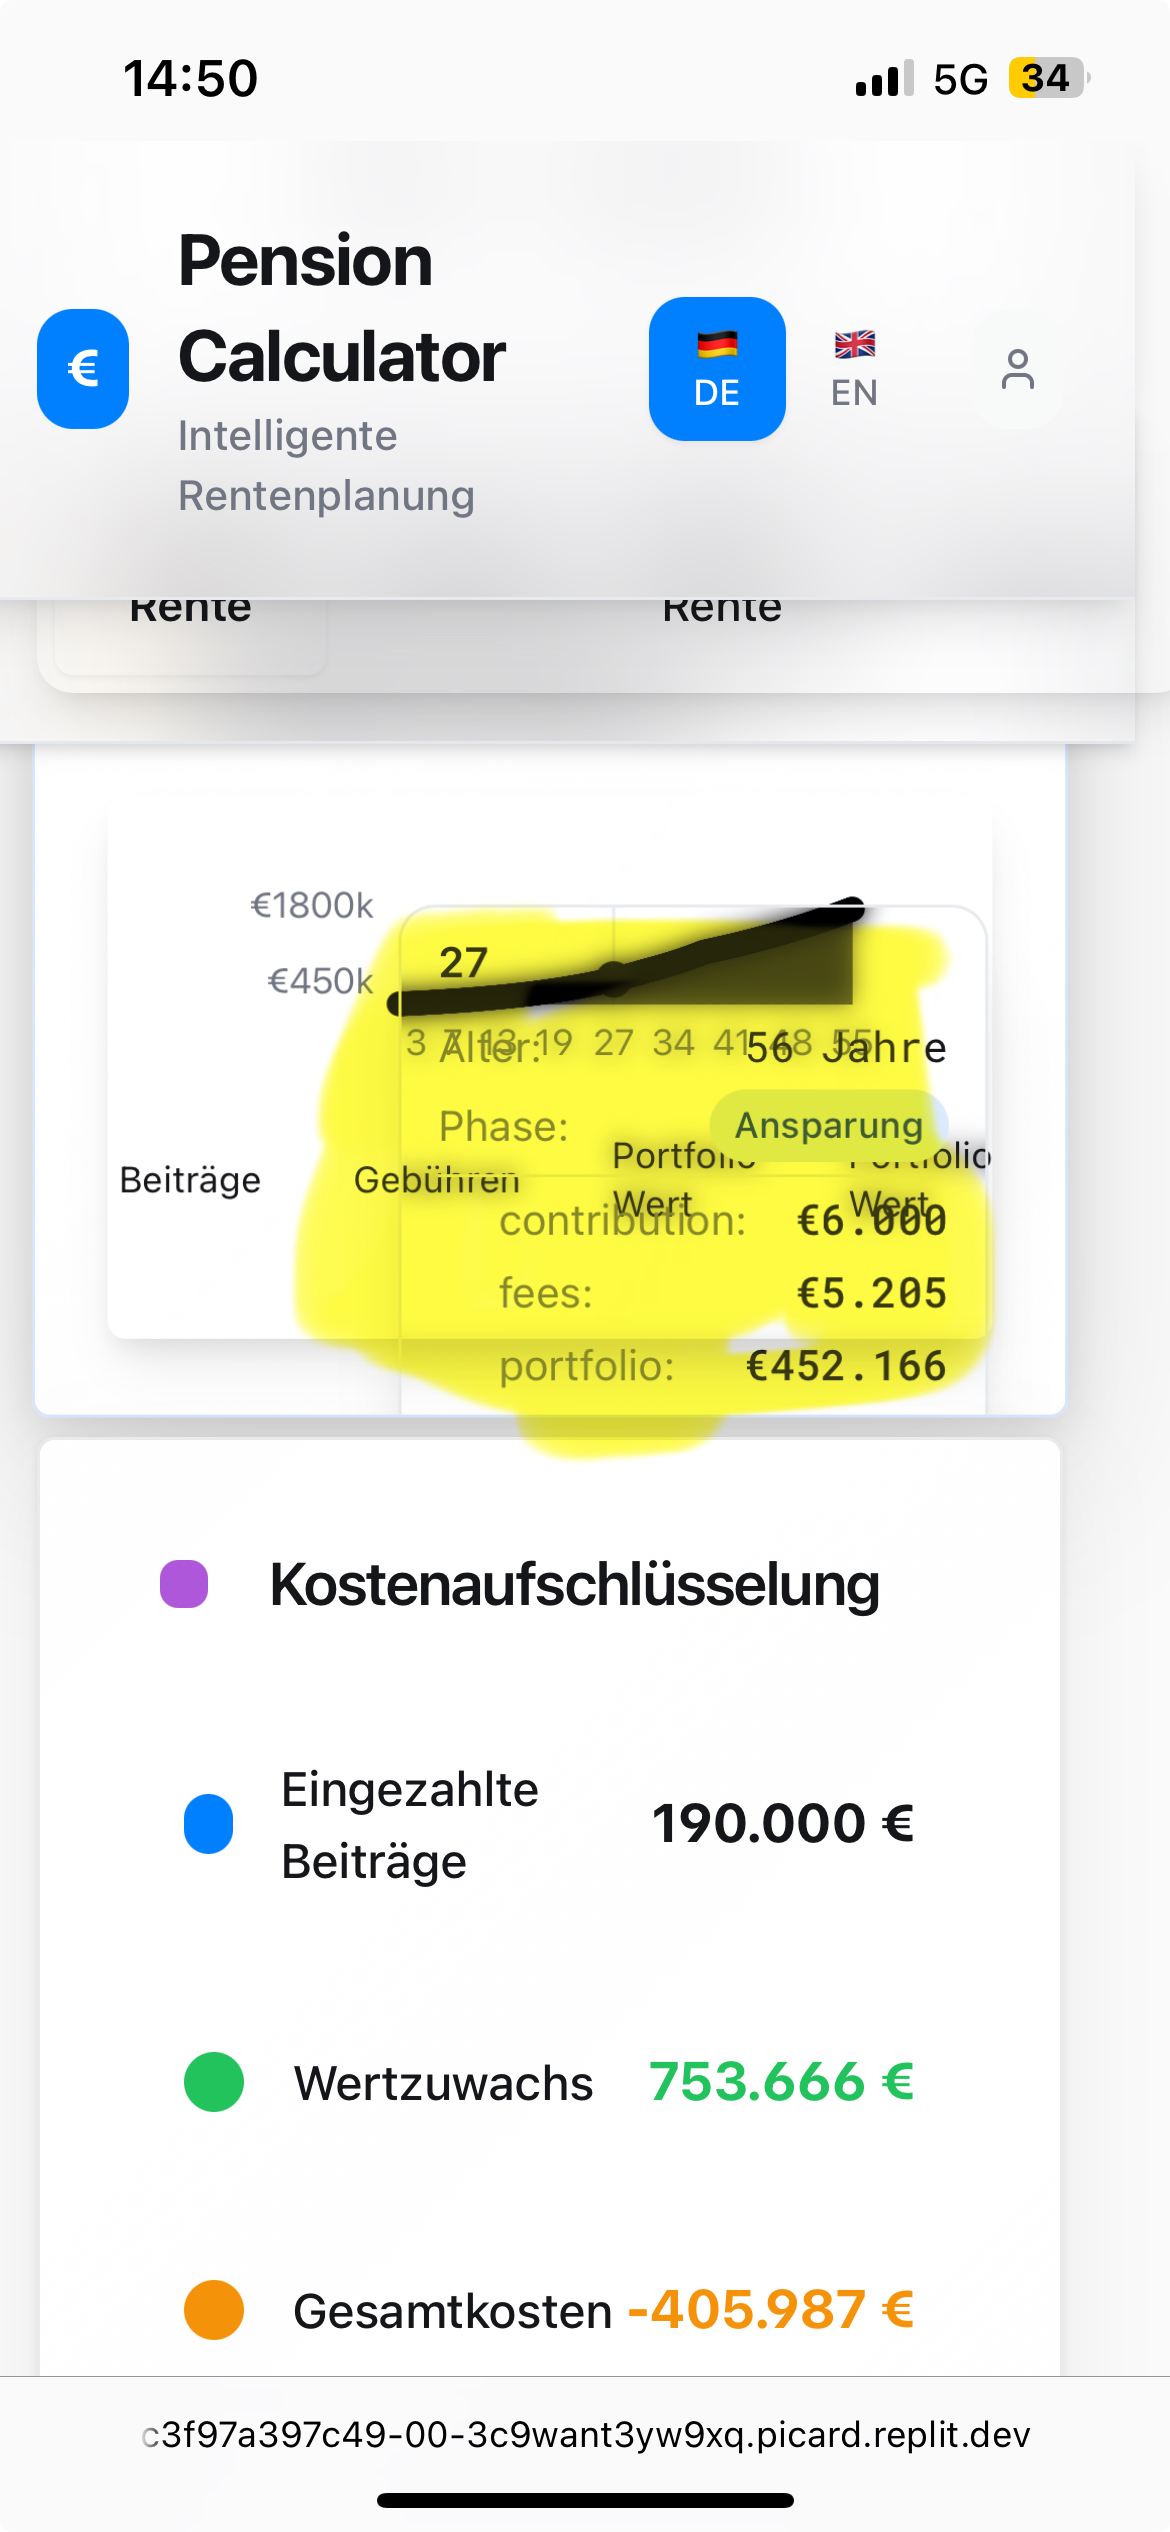 14:50
5G 34
Pension
Calculator
Intelligente
Rentenplanung
€
🇩🇪
DE
🇬🇧
EN
Rente
Rente
€1800k
€450k
27
3 7 13 19 27 34 41 48 55
Alter: 56 Jahre
Phase: Ansparung
Beiträge
Gebühren
Portfolio
Wert
Portfolio
Wert
contribution: €6.000
fees: €5.205
portfolio: €452.166
Kostenaufschlüsselung
Eingezahlte
Beiträge
190.000 €
Wertzuwachs 753.666 €
Gesamtkosten -405.987 €
c3f97a397c49-00-3c9want3yw9xq.picard.replit.dev